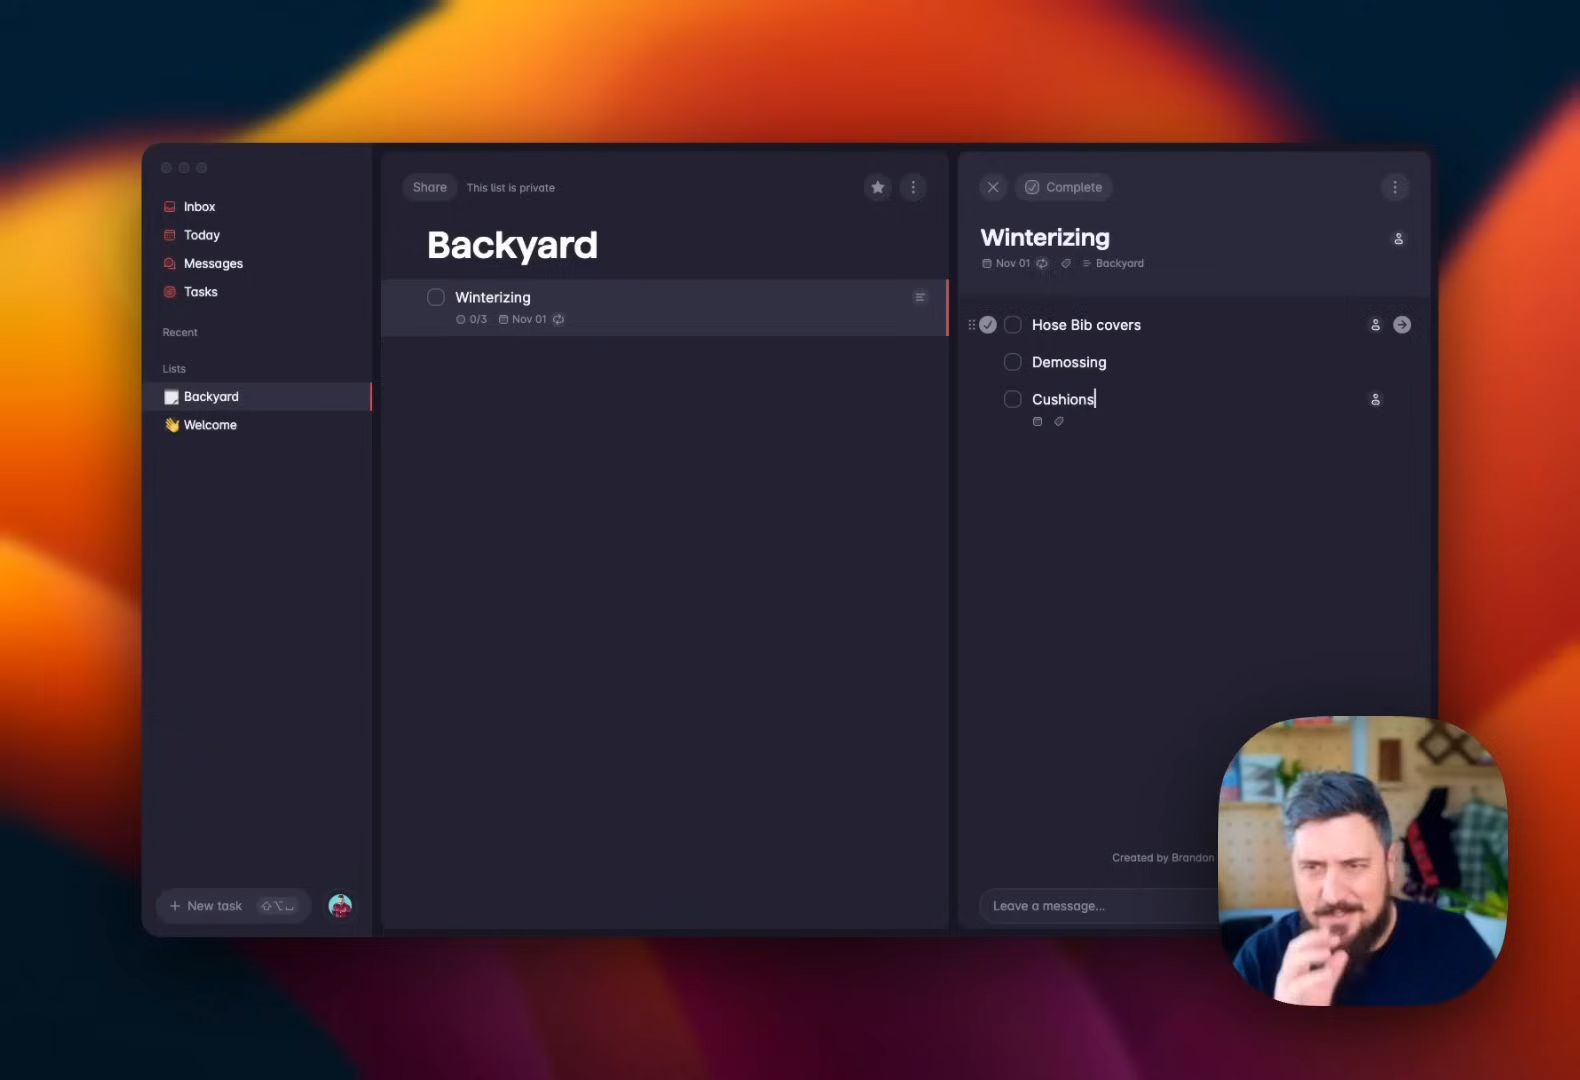 Inbox
Today
Messages
Tasks
Recent
Lists
Backyard
Welcome
New task
Share
This list is private
Backyard
Winterizing
0/3 Nov 01
Complete
Winterizing
Nov 01 Backyard
Hose Bib covers
Demossing
Cushions
Created by Brandon
Leave a message...